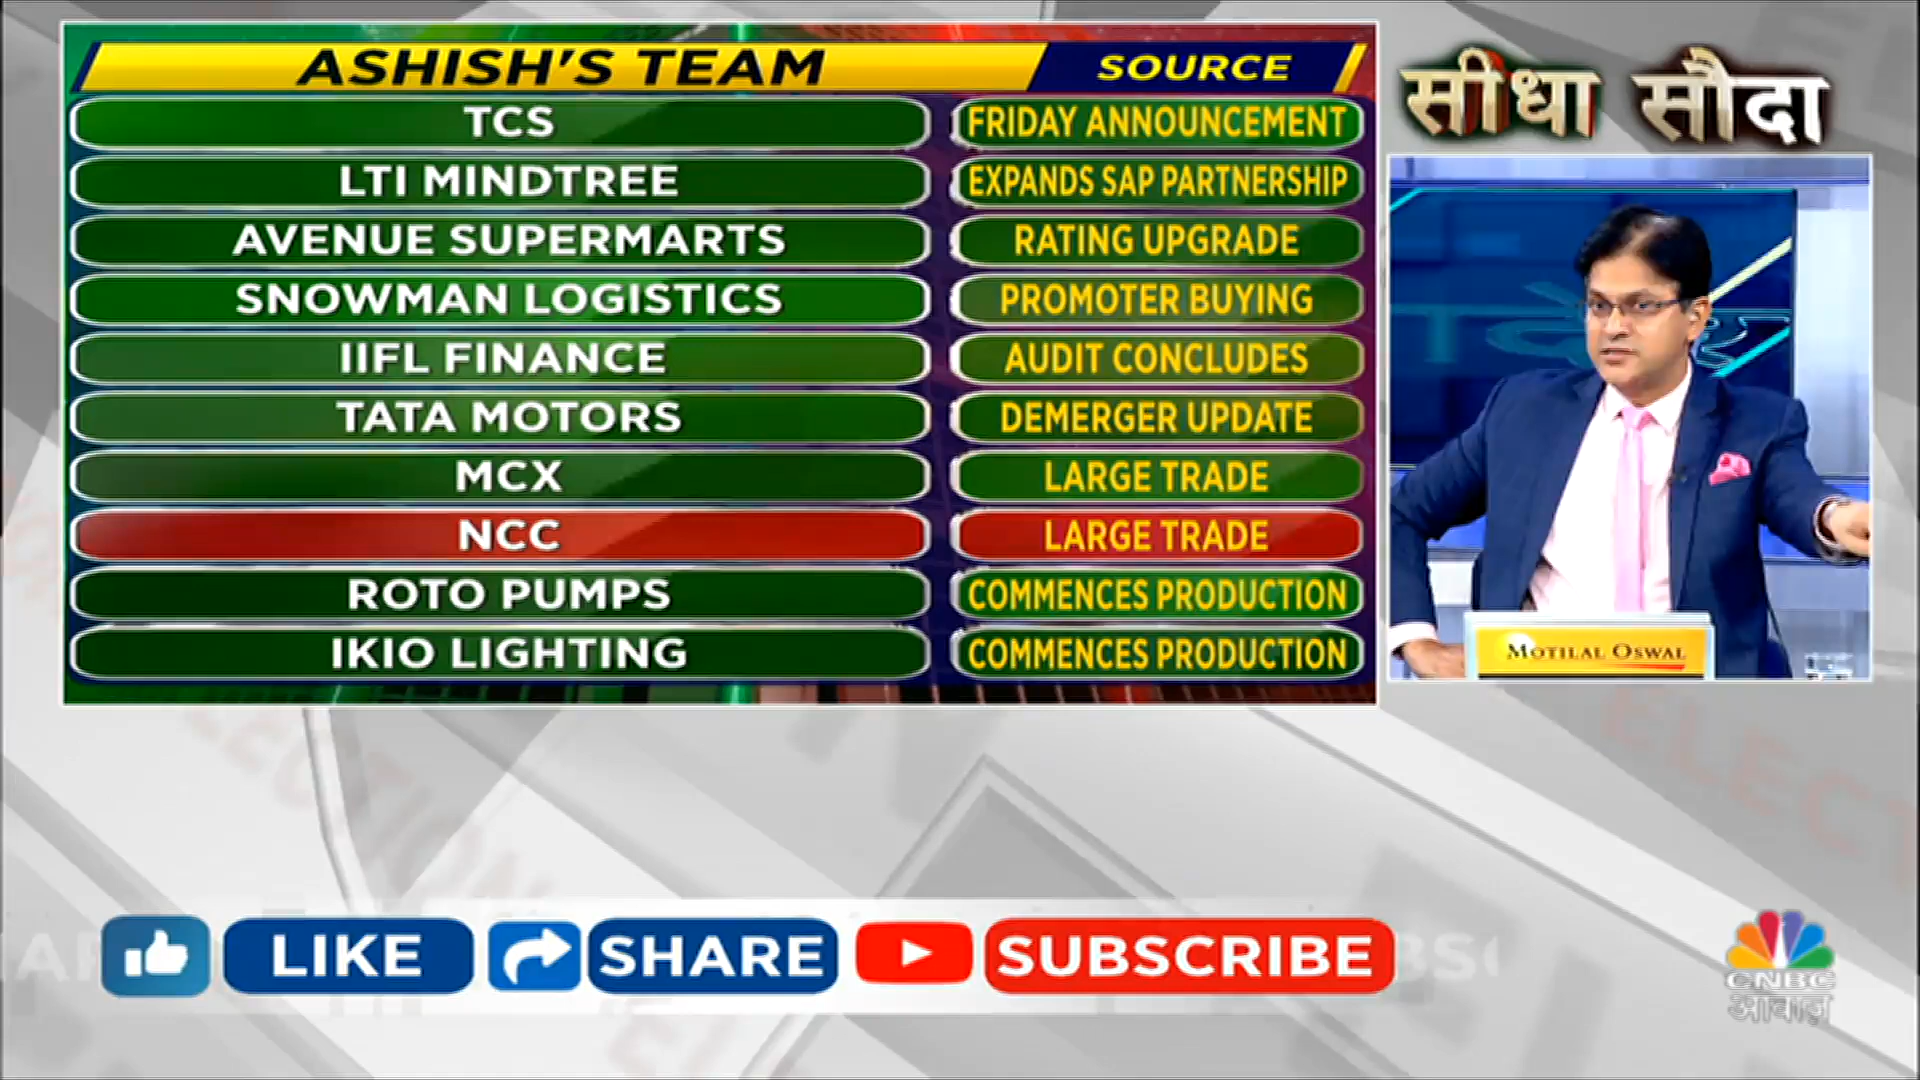 ASHISH'S TEAM SOURCE
TCS FRIDAY ANNOUNCEMENT
LTI MINDTREE EXPANDS SAP PARTNERSHIP
AVENUE SUPERMARTS RATING UPGRADE
SNOWMAN LOGISTICS PROMOTER BUYING
IIFL FINANCE AUDIT CONCLUDES
TATA MOTORS DEMERGER UPDATE
MCX LARGE TRADE
NCC LARGE TRADE
ROTO PUMPS COMMENCES PRODUCTION
IKIO LIGHTING COMMENCES PRODUCTION
सीधा सौदा
MOTILAL OSWAL
LIKE SHARE SUBSCRIBE
CNBC
आवाज़